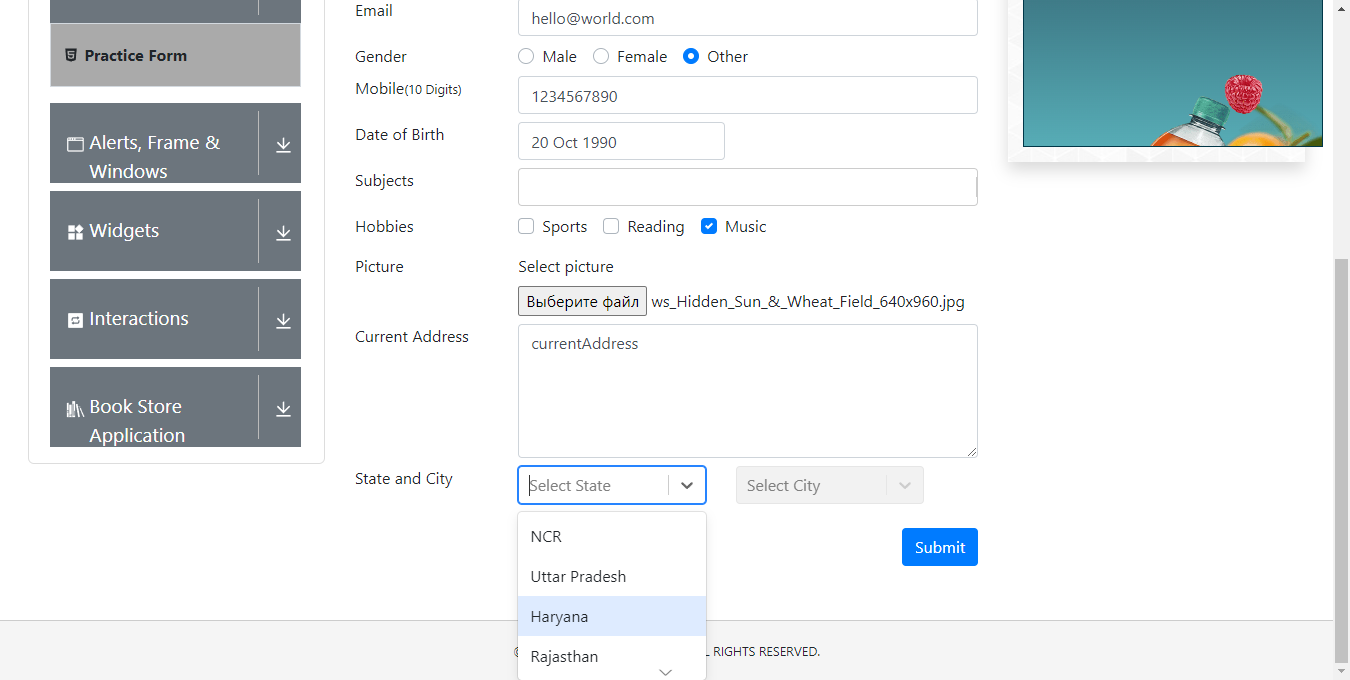 Practice Form
Alerts, Frame &
Windows
Widgets
Interactions
Book Store
Application
Email
hello@world.com
Gender
Male
Female
Other
Mobile(10 Digits)
1234567890
Date of Birth
20 Oct 1990
Subjects
Hobbies
Sports
Reading
Music
Picture
Select picture
Выберите файл
ws_Hidden_Sun_&_Wheat_Field_640x960.jpg
Current Address
currentAddress
State and City
Select State
Select City
NCR
Uttar Pradesh
Haryana
Rajasthan
Submit
RIGHTS RESERVED.